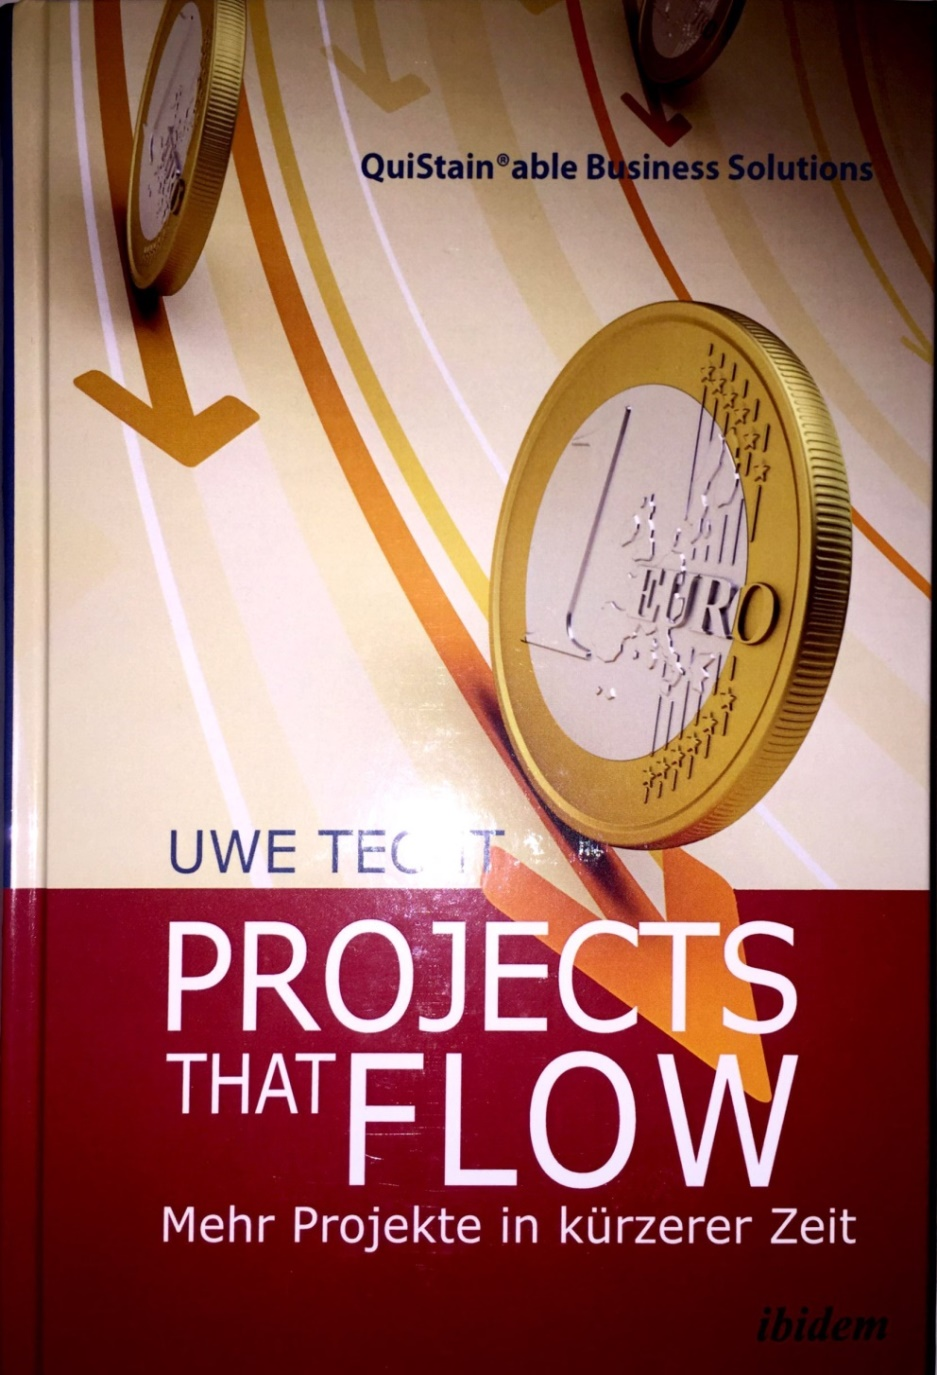 QuiStain®able Business Solutions
EURO
UWE
PROJECTS
THAT FLOW
Mehr Projekte in kürzerer Zeit
ibidem